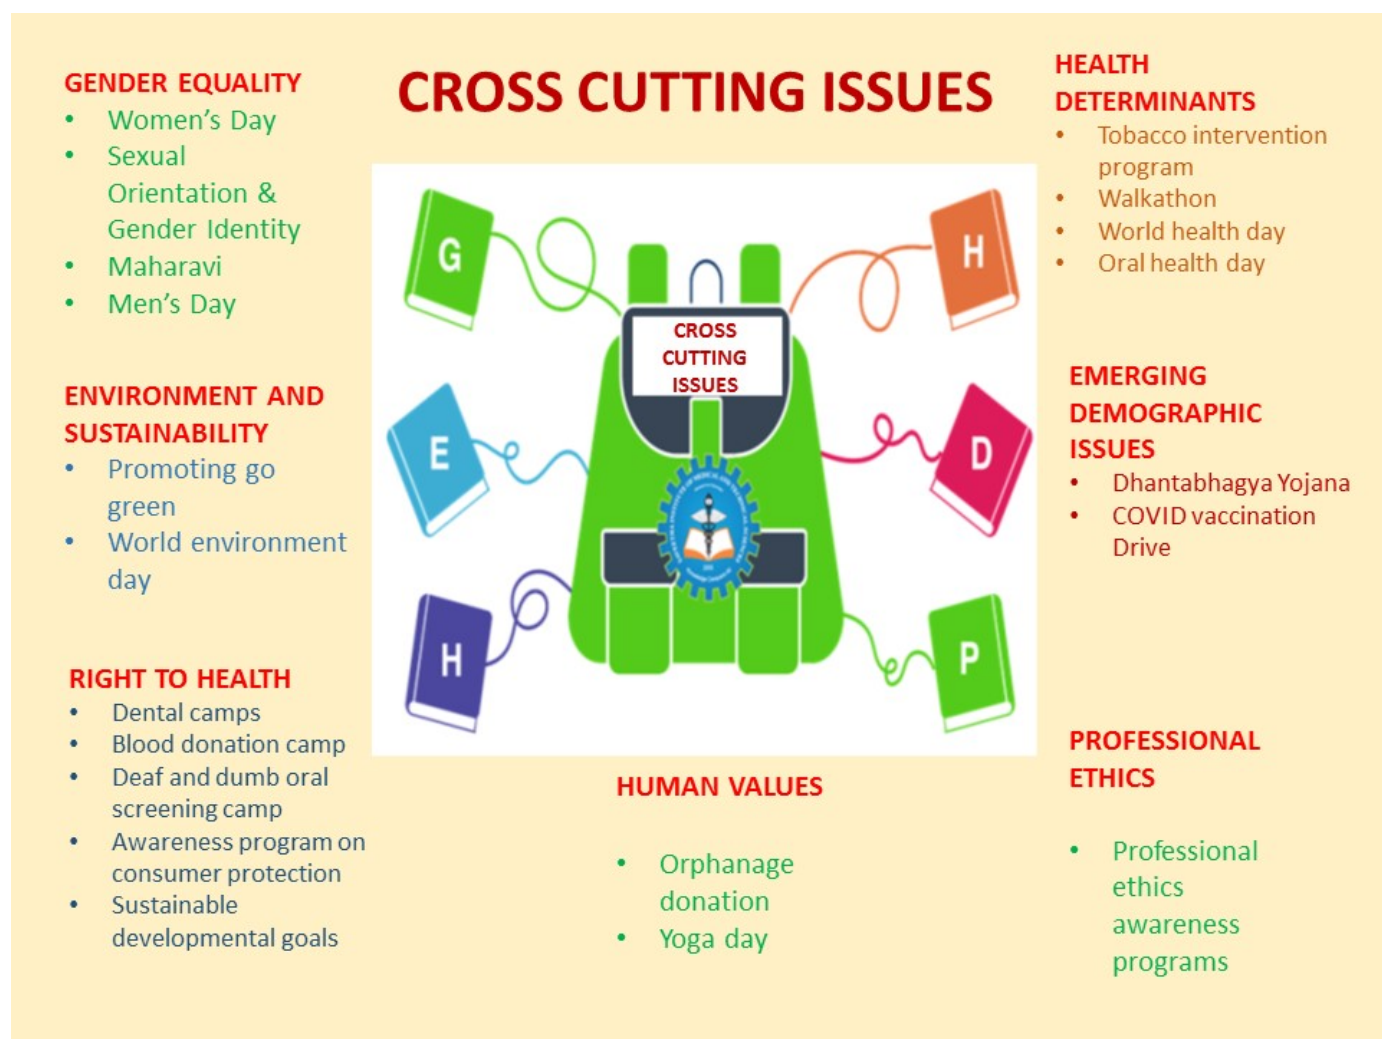 CROSS CUTTING ISSUES
GENDER EQUALITY
• Women's Day
• Sexual
Orientation &
Gender Identity
• Maharavi
• Men's Day
ENVIRONMENT AND
SUSTAINABILITY
• Promoting go
green
• World environment
day
RIGHT TO HEALTH
• Dental camps
• Blood donation camp
• Deaf and dumb oral
screening camp
• Awareness program on
consumer protection
• Sustainable
developmental goals
G
H
CROSS
CUTTING
ISSUES
E
D
H
P
HUMAN VALUES
• Orphanage
donation
• Yoga day
HEALTH
DETERMINANTS
• Tobacco intervention
program
• Walkathon
• World health day
• Oral health day
EMERGING
DEMOGRAPHIC
ISSUES
• Dhantabhagya Yojana
• COVID vaccination
Drive
PROFESSIONAL
ETHICS
• Professional
ethics
awareness
programs